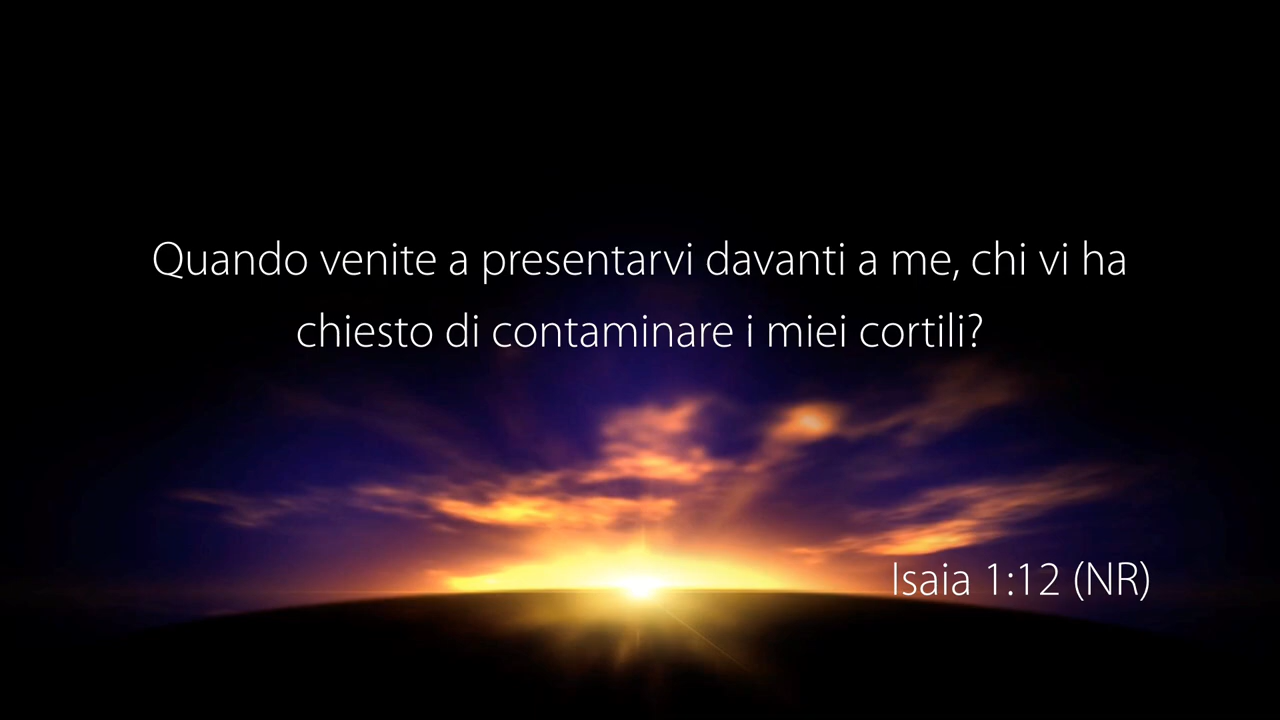 Quando venite a presentarvi davanti a me, chi vi ha
chiesto di contaminare i miei cortili?
Isaia 1:12 (NR)